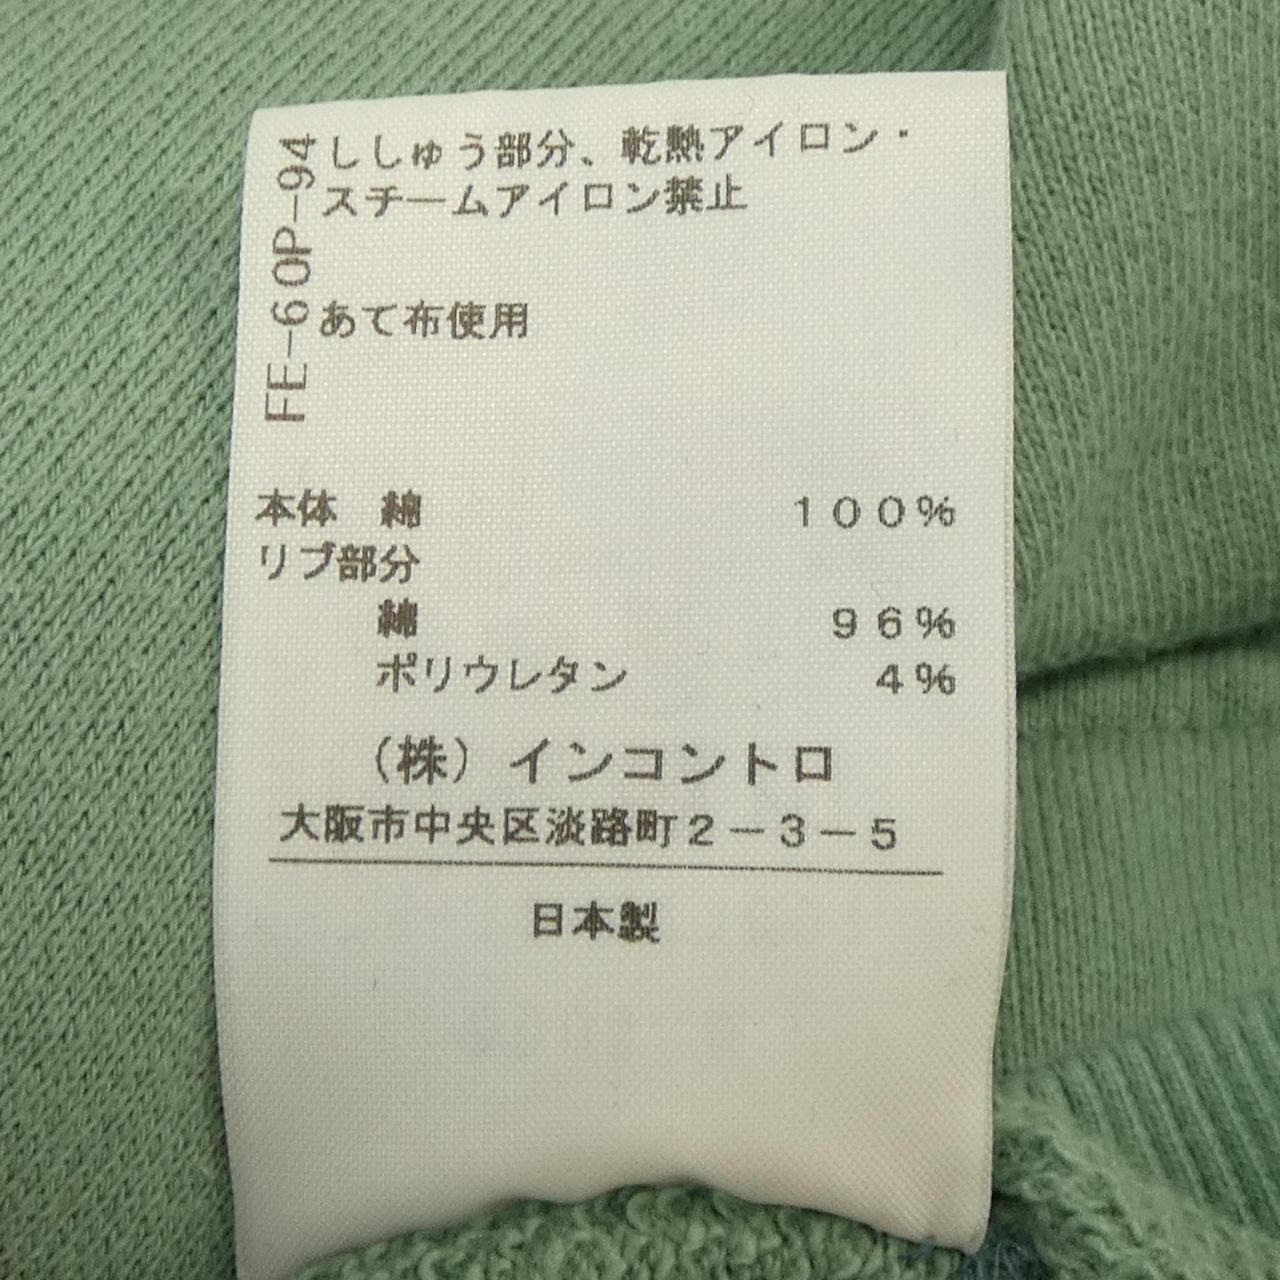 FE-60P-94
ししゅう部分、乾熱アイロン・
スチームアイロン禁止
あて布使用
本体 綿 100%
リブ部分
綿 96%
ポリウレタン 4%
(株)インコントロ
大阪市中央区淡路町2-3-5
日本製